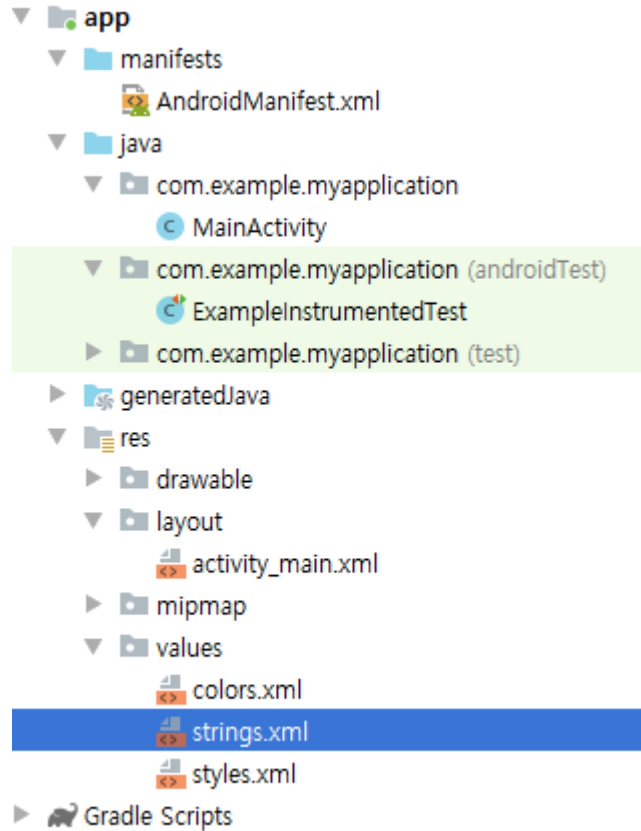 app
manifests
AndroidManifest.xml
java
com.example.myapplication
MainActivity
com.example.myapplication (androidTest)
ExampleInstrumentedTest
com.example.myapplication (test)
generatedJava
res
drawable
layout
activity_main.xml
mipmap
values
colors.xml
strings.xml
styles.xml
Gradle Scripts